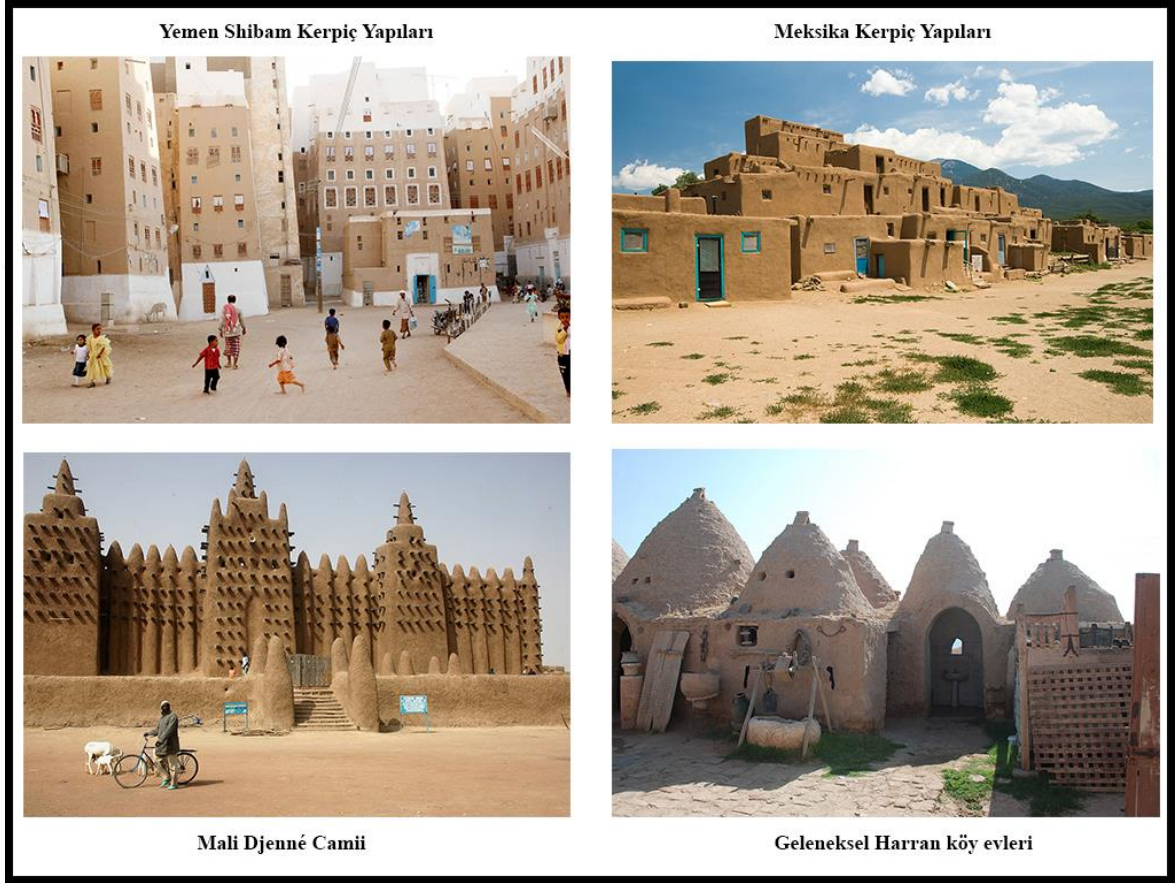 Yemen Shibam Kerpiç Yapıları
Meksika Kerpiç Yapıları
Mali Djenné Camii
Geleneksel Harran köy evleri